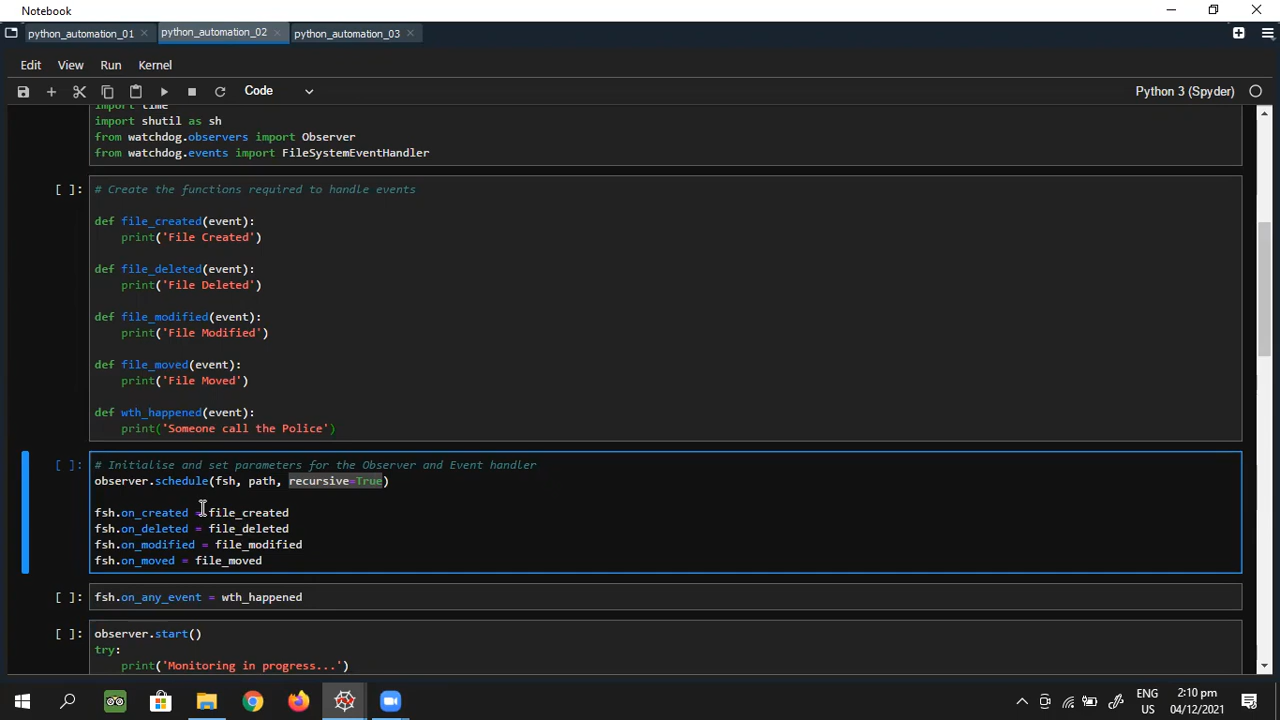 Notebook
python_automation_01
python_automation_02
python_automation_03
Edit View Run Kernel
Code
Python 3 (Spyder)
import time
import shutil as sh
from watchdog.observers import Observer
from watchdog.events import FileSystemEventHandler
[ ]:
# Create the functions required to handle events
def file_created(event):
print('File Created')
def file_deleted(event):
print('File Deleted')
def file_modified(event):
print('File Modified')
def file_moved(event):
print('File Moved')
def wth_happened(event):
print('Someone call the Police')
[ ]:
# Initialise and set parameters for the Observer and Event handler
observer.schedule(fsh, path, recursive=True)
fsh.on_created = file_created
fsh.on_deleted = file_deleted
fsh.on_modified = file_modified
fsh.on_moved = file_moved
[ ]:
fsh.on_any_event = wth_happened
[ ]:
observer.start()
try:
print('Monitoring in progress...')
ENG
US
2:10 pm
04/12/2021